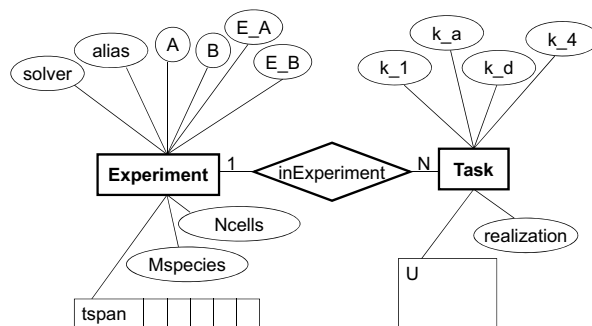 solver
alias
A
B
E_A
E_B
k_1
k_a
k_d
k_4
Experiment
1
inExperiment
N
Task
Ncells
Mspecies
tspan
realization
U